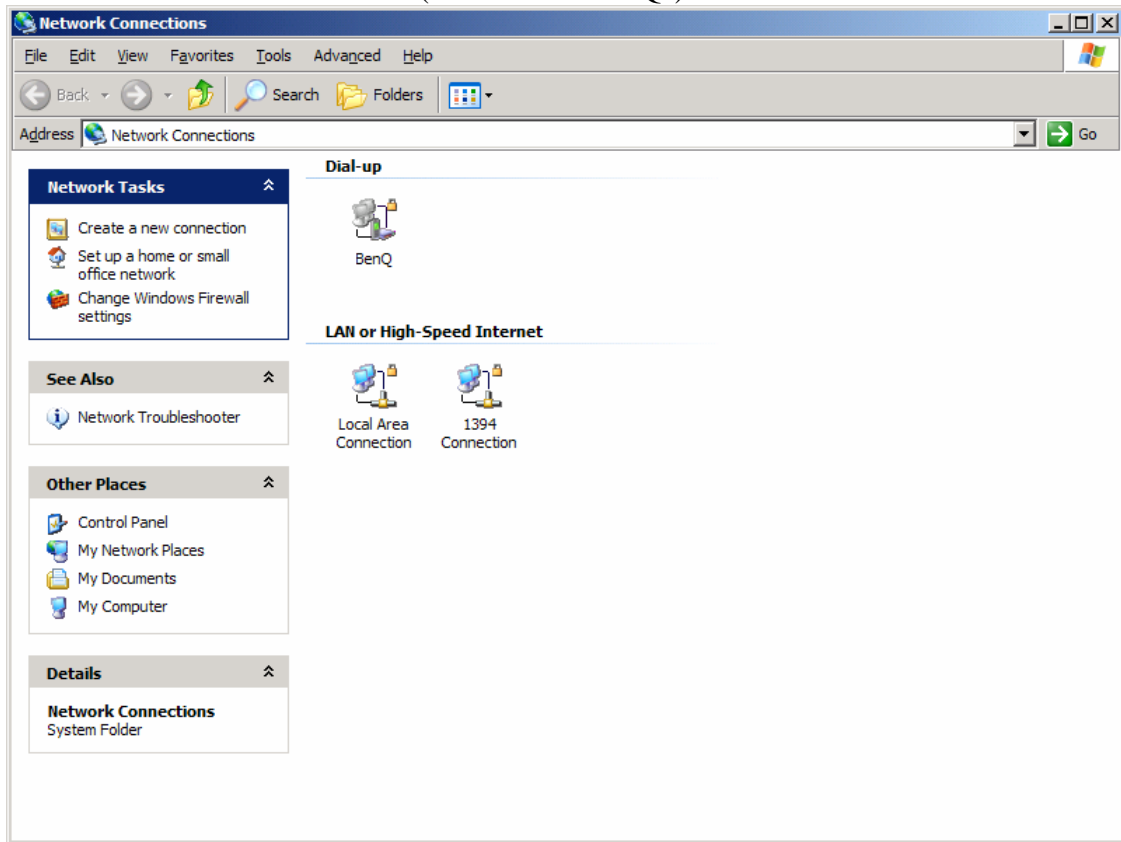 Network Connections
File Edit View Favorites Tools Advanced Help
Back Search Folders
Address Network Connections Go
Network Tasks
Create a new connection
Set up a home or small
office network
Change Windows Firewall
settings
See Also
Network Troubleshooter
Other Places
Control Panel
My Network Places
My Documents
My Computer
Details
Network Connections
System Folder
Dial-up
BenQ
LAN or High-Speed Internet
Local Area
Connection
1394
Connection